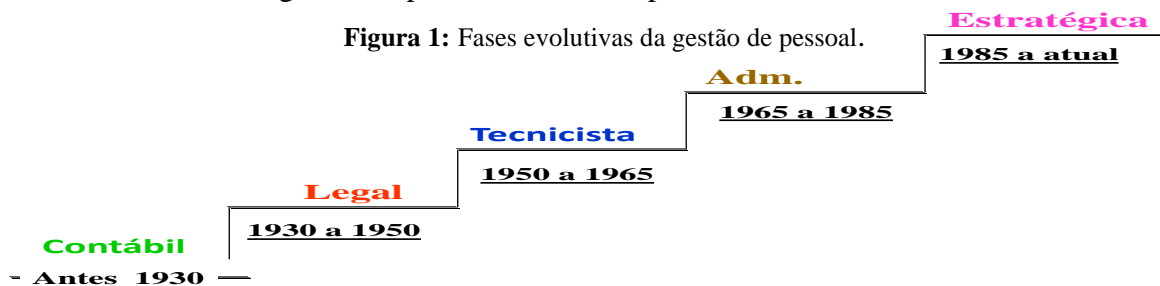 Figura 1: Fases evolutivas da gestão de pessoal.
Estratégica
1985 a atual
Adm.
1965 a 1985
Tecnicista
1950 a 1965
Legal
1930 a 1950
Contábil
Antes 1930